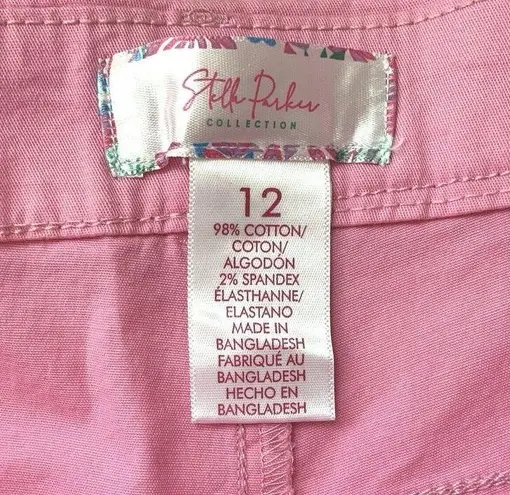 Stella Parker
COLLECTION
12
98% COTTON/
COTON/
ALGODÓN
2% SPANDEX
ÉLASTHANNE/
ELASTANO
MADE IN
BANGLADESH
FABRIQUÉ AU
BANGLADESH
HECHO EN
BANGLADESH